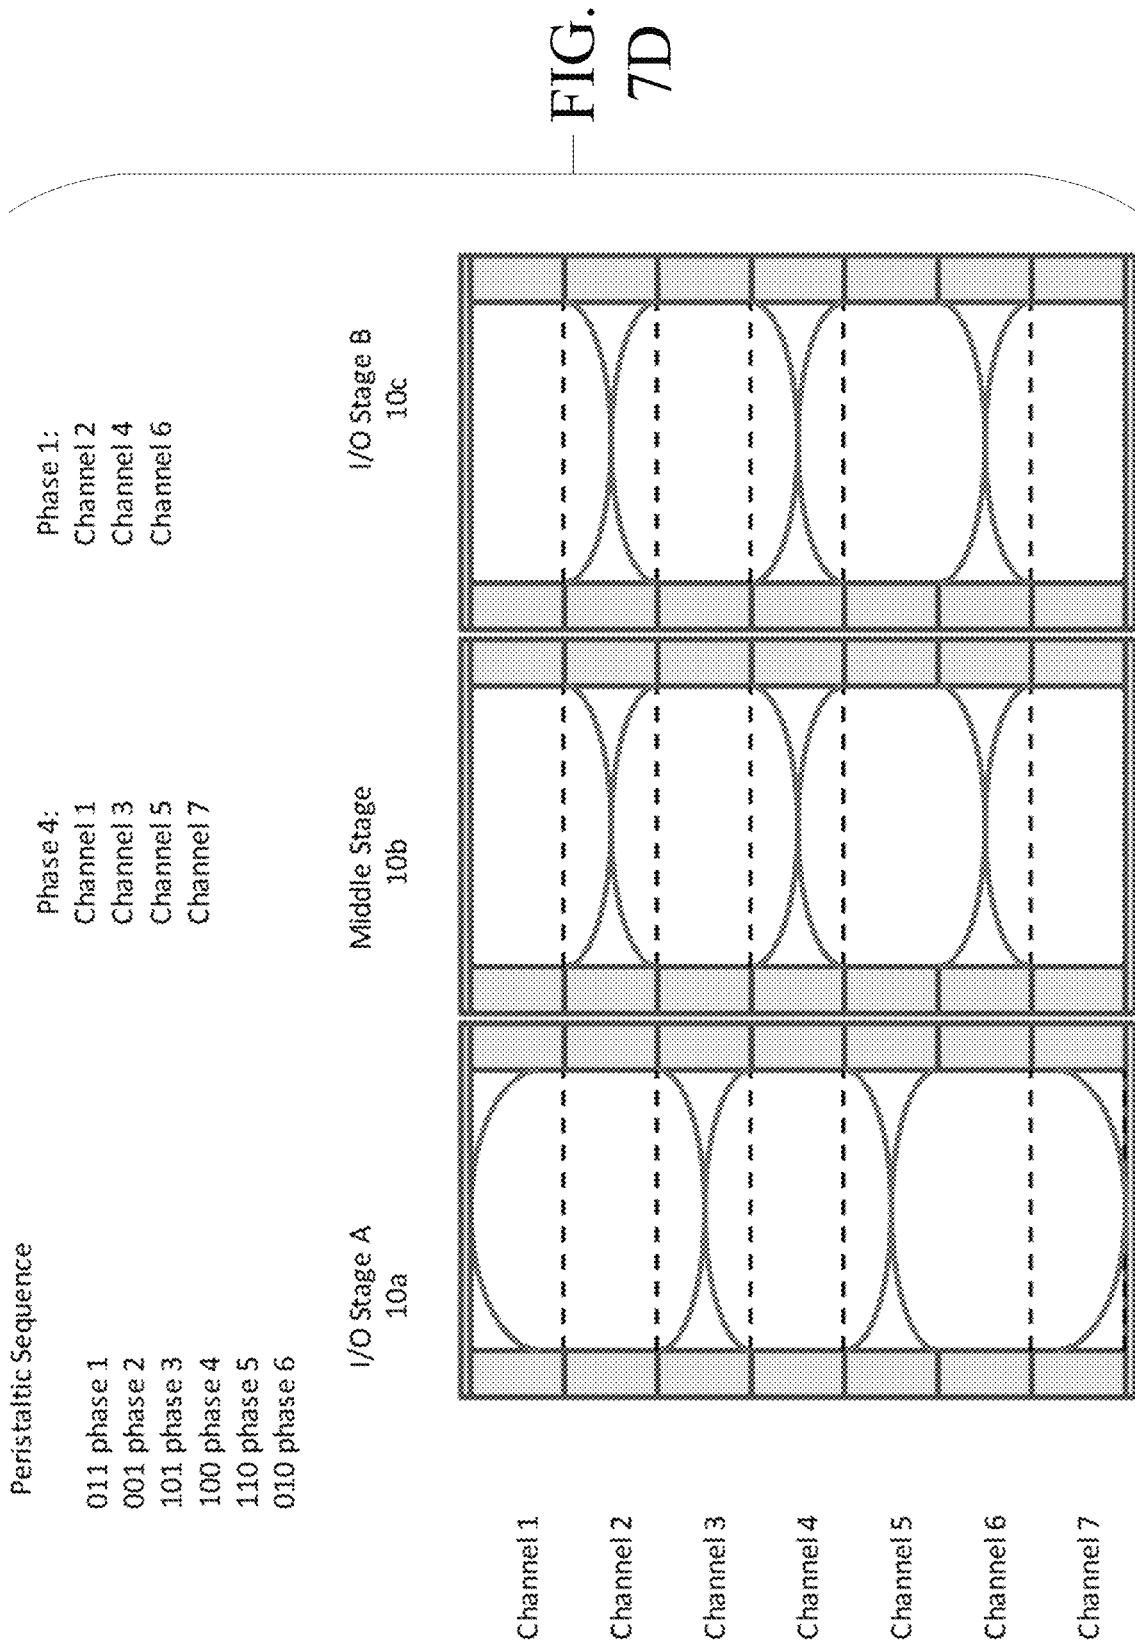 Peristaltic Sequence
011 phase 1
001 phase 2
101 phase 3
100 phase 4
110 phase 5
010 phase 6
Phase 4:
Channel 1
Channel 3
Channel 5
Channel 7
Phase 1:
Channel 2
Channel 4
Channel 6
I/O Stage A
10a
Middle Stage
10b
I/O Stage B
10c
Channel 1
Channel 2
Channel 3
Channel 4
Channel 5
Channel 6
Channel 7
FIG.
7D